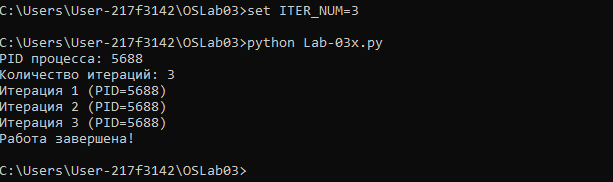 C:\Users\User-217f3142\OSLab03>set ITER_NUM=3
C:\Users\User-217f3142\OSLab03>python Lab-03x.py
PID процесса: 5688
Количество итераций: 3
Итерация 1 (PID=5688)
Итерация 2 (PID=5688)
Итерация 3 (PID=5688)
Работа завершена!
C:\Users\User-217f3142\OSLab03>